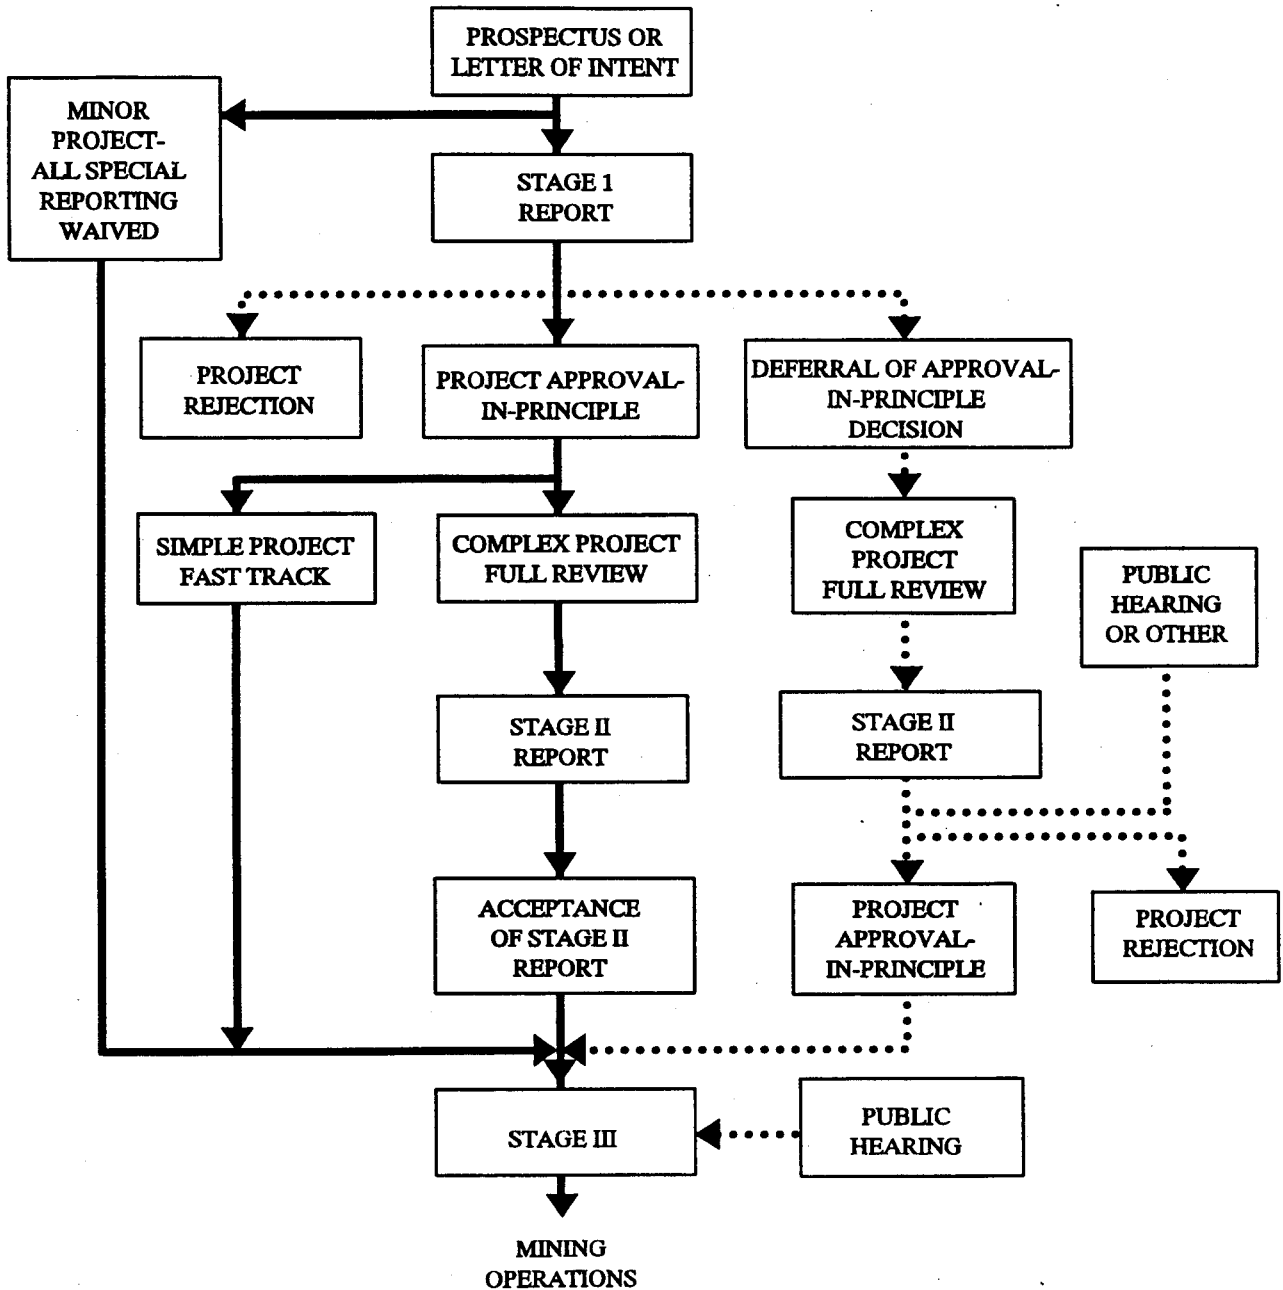 PROSPECTUS OR
LETTER OF INTENT
MINOR
PROJECT-
ALL SPECIAL
REPORTING
WAIVED
STAGE 1
REPORT
PROJECT
REJECTION
PROJECT APPROVAL-
IN-PRINCIPLE
DEFERRAL OF APPROVAL-
IN-PRINCIPLE
DECISION
SIMPLE PROJECT
FAST TRACK
COMPLEX PROJECT
FULL REVIEW
COMPLEX
PROJECT
FULL REVIEW
PUBLIC
HEARING
OR OTHER
STAGE II
REPORT
STAGE II
REPORT
ACCEPTANCE
OF STAGE II
REPORT
PROJECT
APPROVAL-
IN-PRINCIPLE
PROJECT
REJECTION
STAGE III
PUBLIC
HEARING
MINING
OPERATIONS